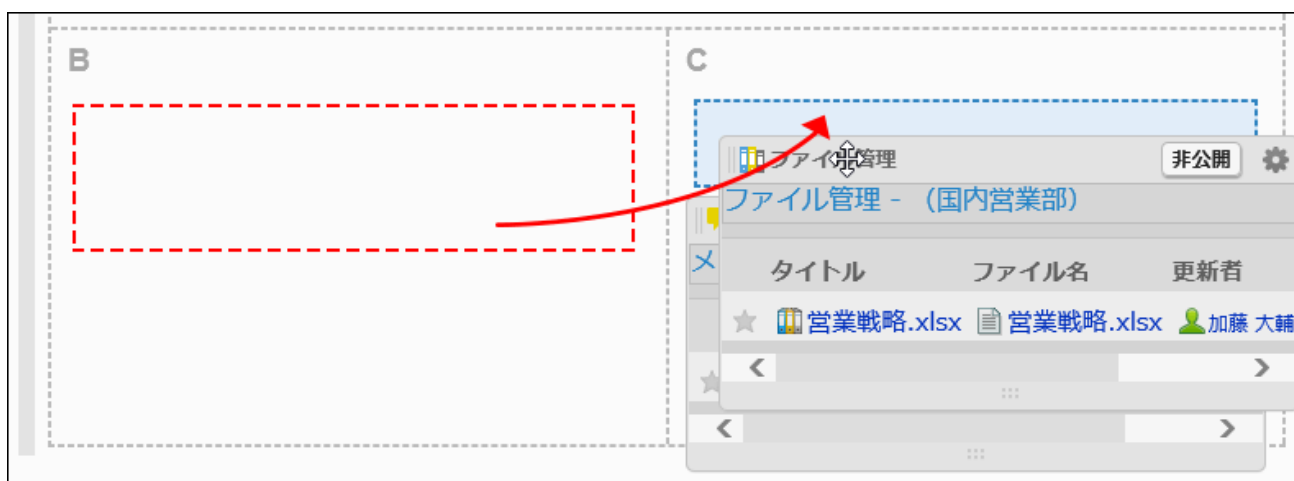 B
C
ファイル管理
非公開
ファイル管理 - （国内営業部）
メ
タイトル ファイル名 更新者
営業戦略.xlsx 営業戦略.xlsx 加藤 大輔